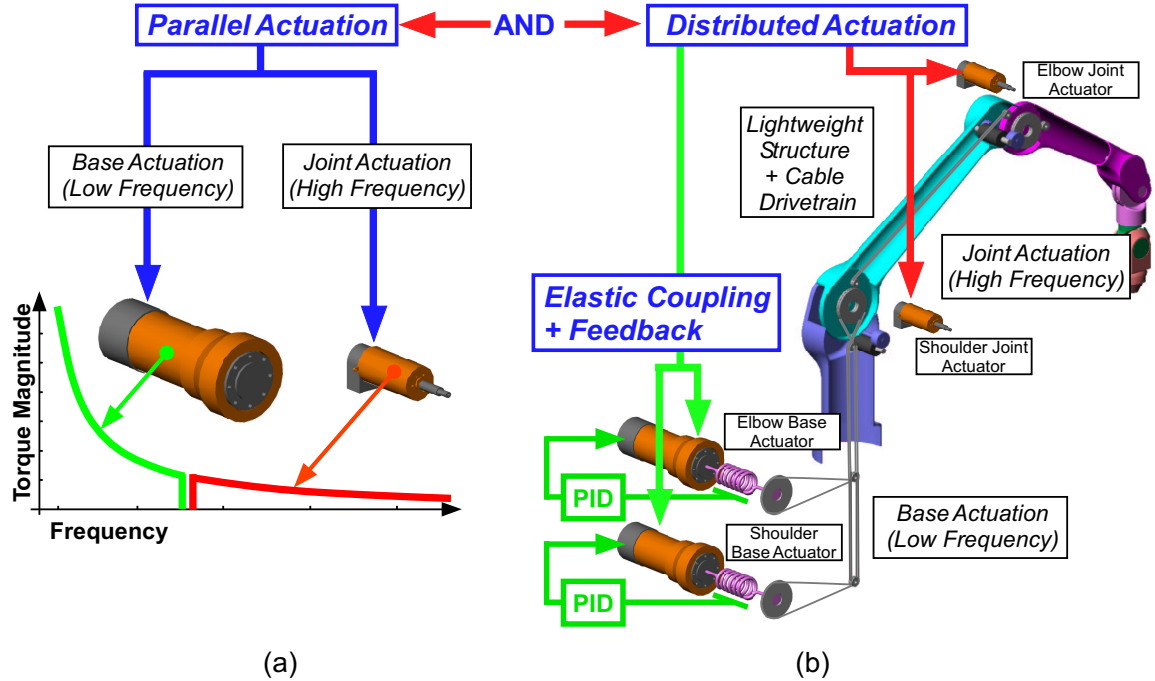 Parallel Actuation
AND
Distributed Actuation
Base Actuation
(Low Frequency)
Joint Actuation
(High Frequency)
Torque Magnitude
Frequency
(a)
Elbow Joint
Actuator
Lightweight
Structure
+ Cable
Drivetrain
Joint Actuation
(High Frequency)
Elastic Coupling
+ Feedback
Shoulder Joint
Actuator
Elbow Base
Actuator
PID
Base Actuation
(Low Frequency)
Shoulder
Base Actuator
PID
(b)